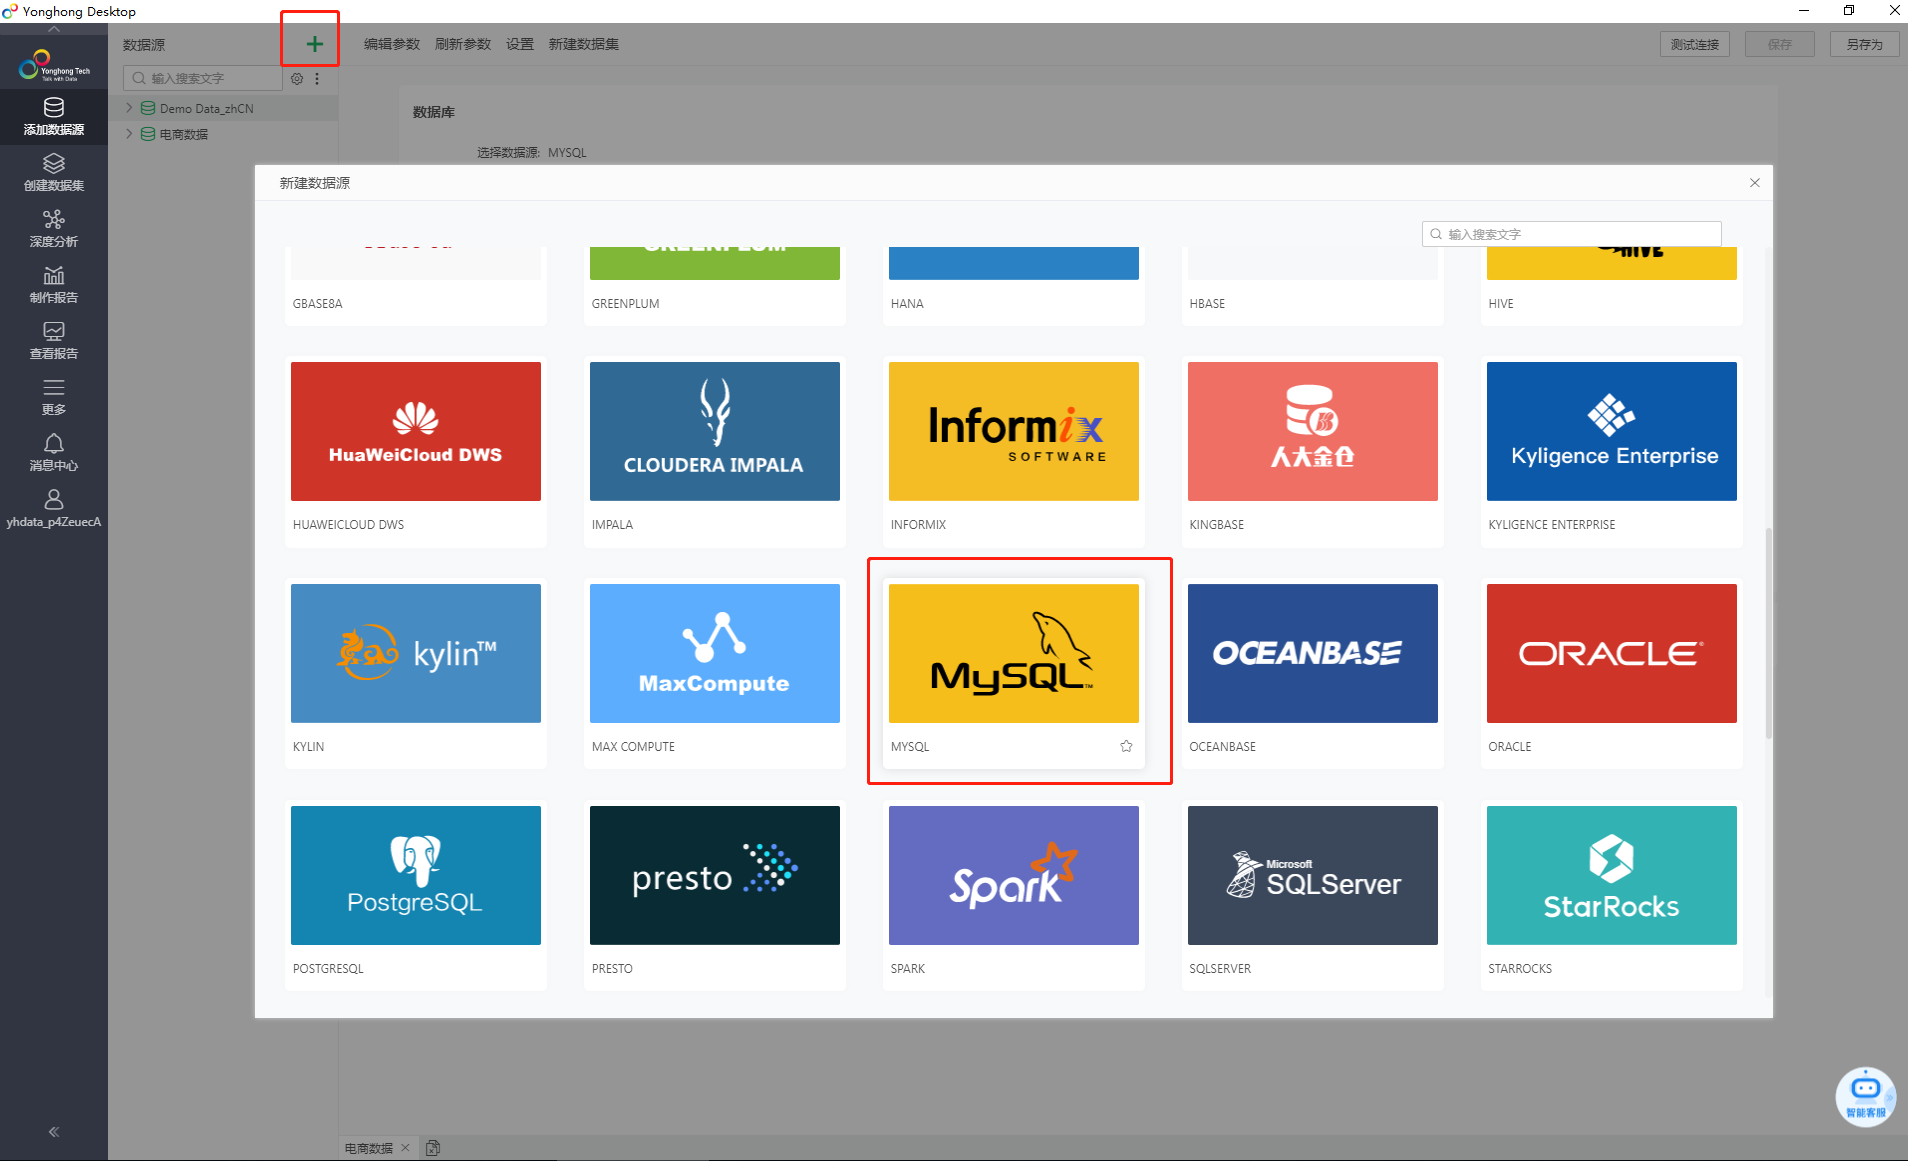 Yonghong Desktop
Yonghong Tech
Talk with Data
添加数据源
创建数据集
深度分析
制作报告
查看报告
更多
消息中心
yhdata_p4ZeuecA
数据源
输入搜索文字
Demo Data_zhCN
电商数据
编辑参数 刷新参数 设置 新建数据集
测试连接 保存 另存为
数据库
选择数据源: MYSQL
新建数据源
输入搜索文字
GREENPLUM
HIVE
GBASE8A
GREENPLUM
HANA
HBASE
HIVE
HuaWeiCloud DWS
HUAWEICLOUD DWS
CLOUDERA IMPALA
IMPALA
Informix
SOFTWARE
INFORMIX
人大金仓
KINGBASE
Kyligence Enterprise
KYLIGENCE ENTERPRISE
kylin™
KYLIN
MaxCompute
MAX COMPUTE
MySQL™
MYSQL
OCEANBASE
OCEANBASE
ORACLE®
ORACLE
PostgreSQL
POSTGRESQL
presto
PRESTO
Spark
SPARK
Microsoft
SQLServer
SQLSERVER
StarRocks
STARROCKS
智能客服
电商数据